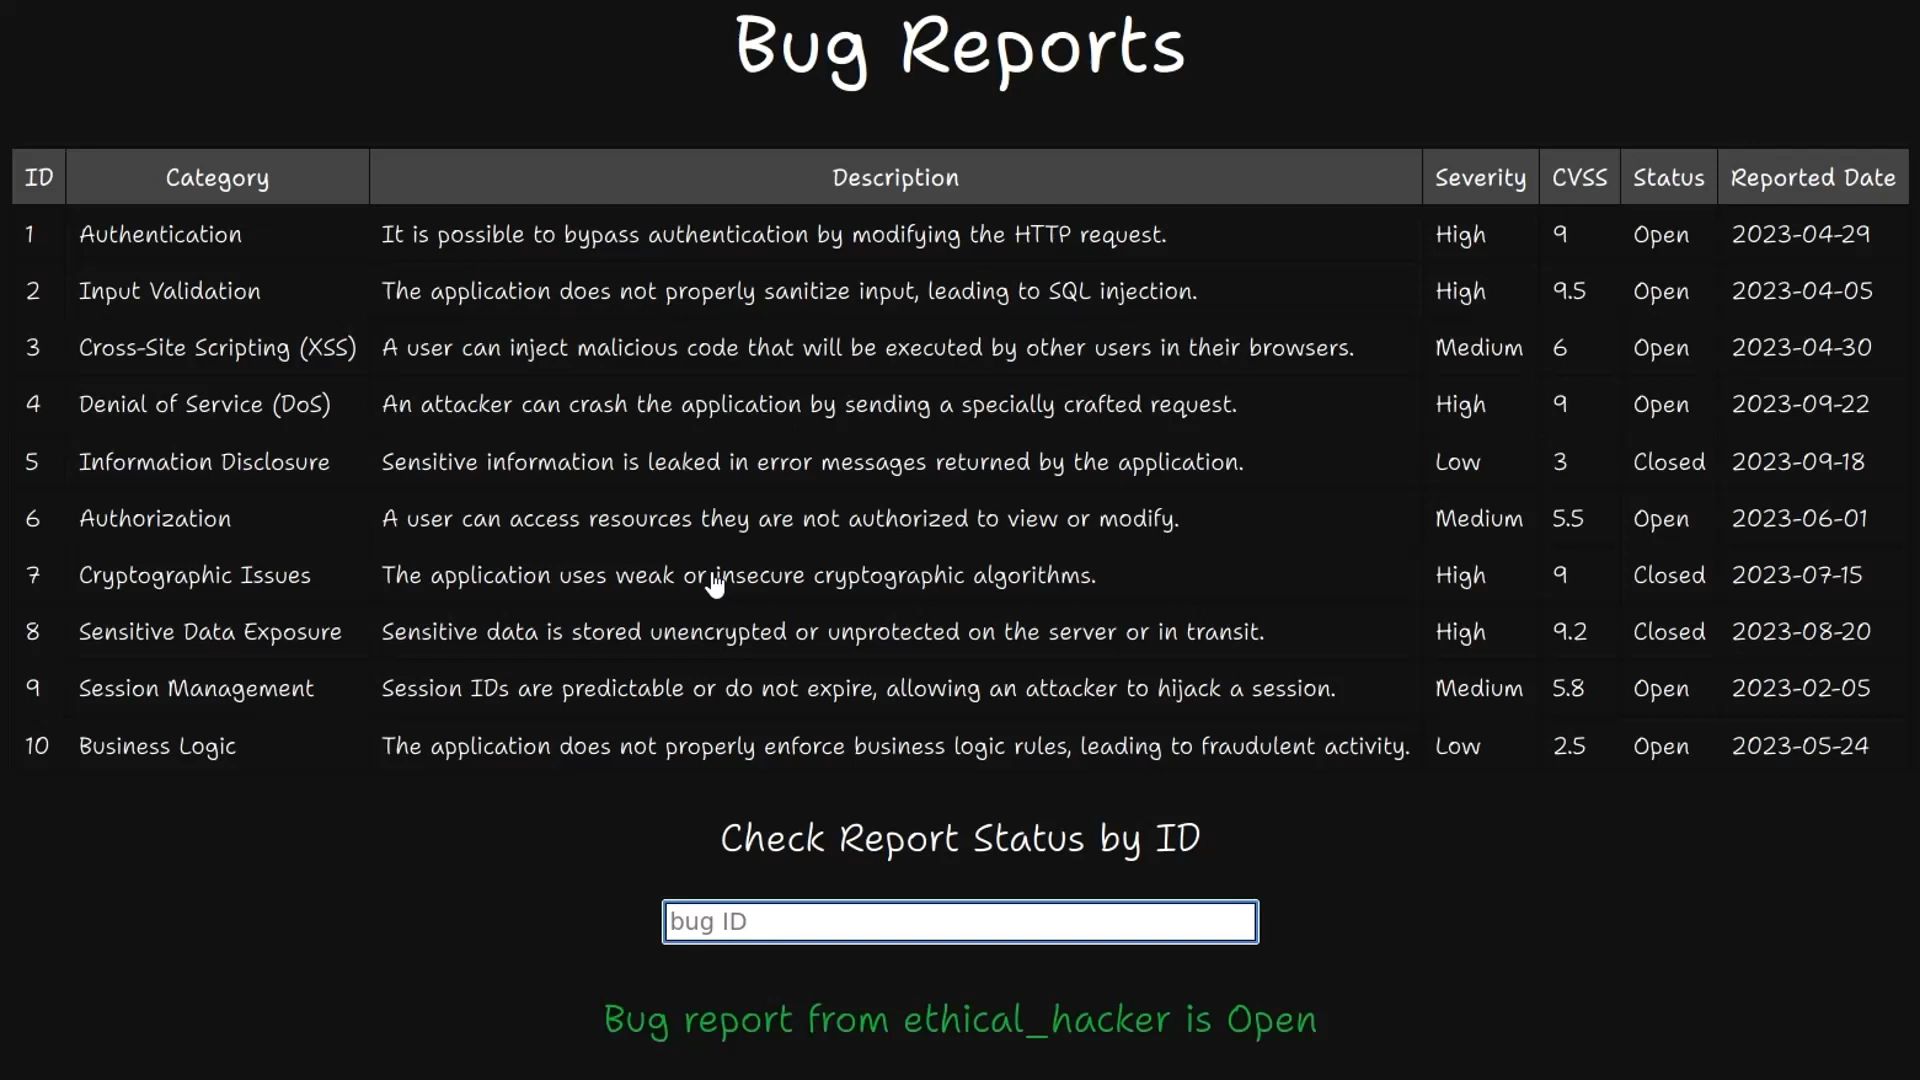 Bug Reports
ID Category Description Severity CVSS Status Reported Date
1 Authentication It is possible to bypass authentication by modifying the HTTP request. High 9 Open 2023-04-29
2 Input Validation The application does not properly sanitize input, leading to SQL injection. High 9.5 Open 2023-04-05
3 Cross-Site Scripting (XSS) A user can inject malicious code that will be executed by other users in their browsers. Medium 6 Open 2023-04-30
4 Denial of Service (DoS) An attacker can crash the application by sending a specially crafted request. High 9 Open 2023-09-22
5 Information Disclosure Sensitive information is leaked in error messages returned by the application. Low 3 Closed 2023-09-18
6 Authorization A user can access resources they are not authorized to view or modify. Medium 5.5 Open 2023-06-01
7 Cryptographic Issues The application uses weak or insecure cryptographic algorithms. High 9 Closed 2023-07-15
8 Sensitive Data Exposure Sensitive data is stored unencrypted or unprotected on the server or in transit. High 9.2 Closed 2023-08-20
9 Session Management Session IDs are predictable or do not expire, allowing an attacker to hijack a session. Medium 5.8 Open 2023-02-05
10 Business Logic The application does not properly enforce business logic rules, leading to fraudulent activity. Low 2.5 Open 2023-05-24
Check Report Status by ID
bug ID
Bug report from ethical_hacker is Open